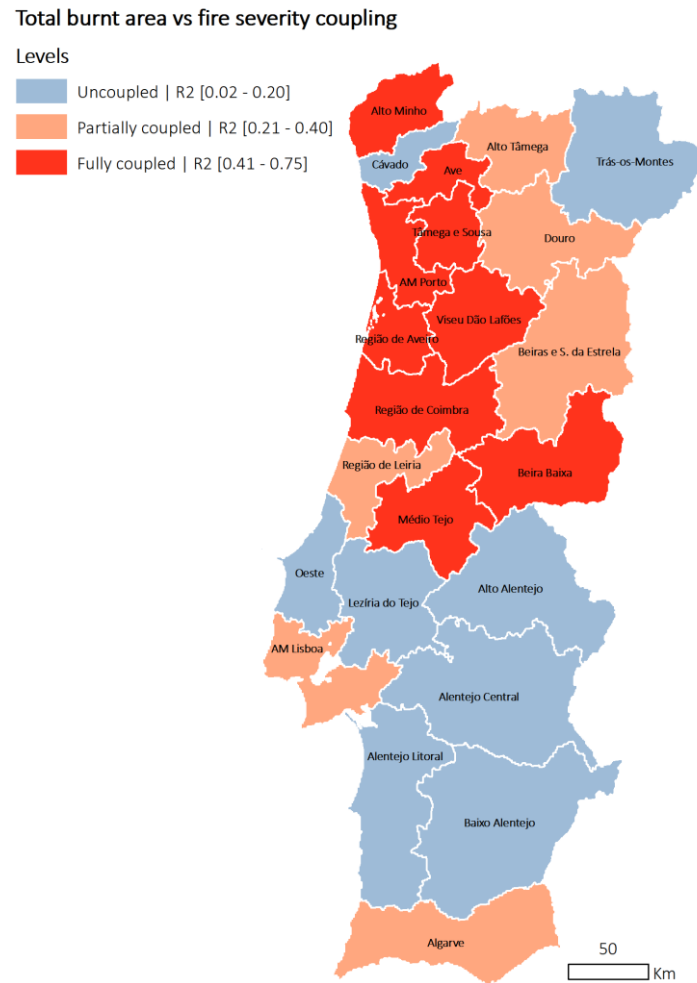 Total burnt area vs fire severity coupling
Levels
Uncoupled | R2 [0.02 - 0.20]
Partially coupled | R2 [0.21 - 0.40]
Fully coupled | R2 [0.41 - 0.75]
Alto Minho
Alto Tâmega
Trás-os-Montes
Cávado
Ave
Tâmega e Sousa
Douro
AM Porto
Viseu Dão Lafões
Região de Aveiro
Beiras e S. da Estrela
Região de Coimbra
Região de Leiria
Beira Baixa
Médio Tejo
Oeste
Lezíria do Tejo
Alto Alentejo
AM Lisboa
Alentejo Central
Alentejo Litoral
Baixo Alentejo
Algarve
50
Km